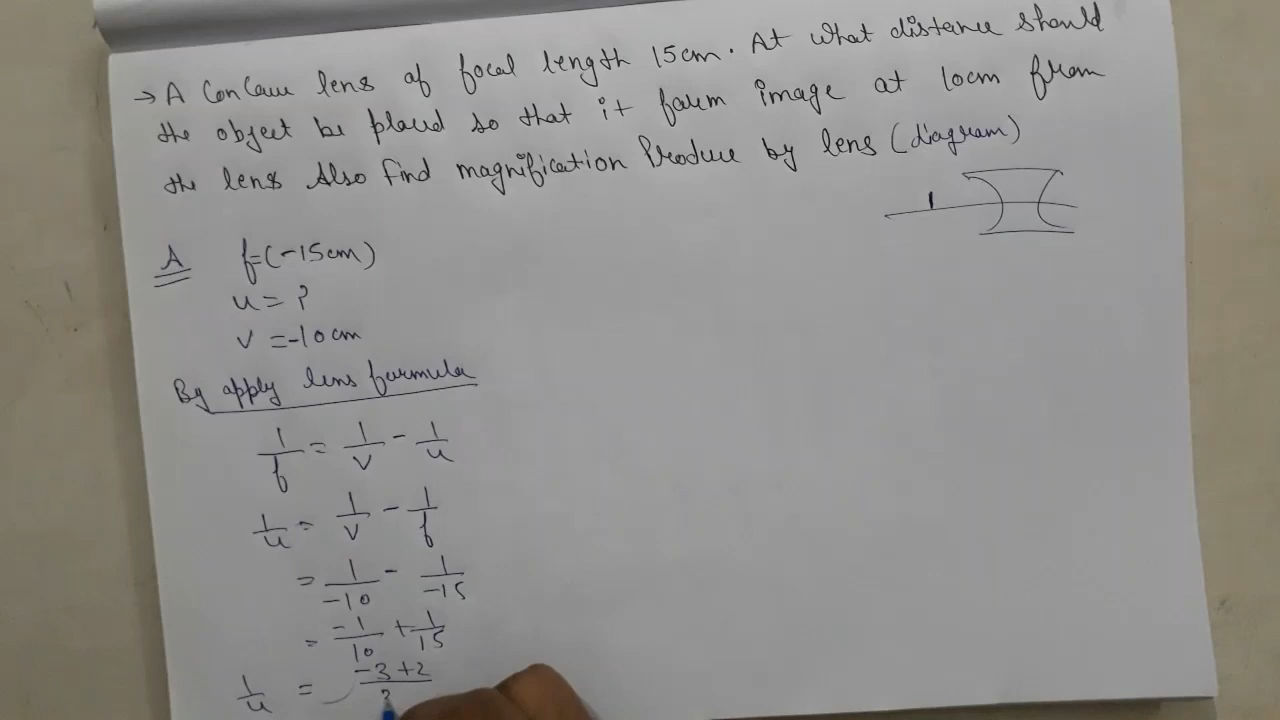 → A Concave lens of focal length 15cm. At what distance should
the object be placed so that it form image at 10cm from
the lens Also find magnification Produce by lens (diagram)
A f=(-15cm)
u = ?
v = -10cm
By apply lens formula
1/f = 1/v - 1/u
1/u = 1/v - 1/f
= 1/-10 - 1/-15
= -1/10 + 1/15
1/u = -3+2/